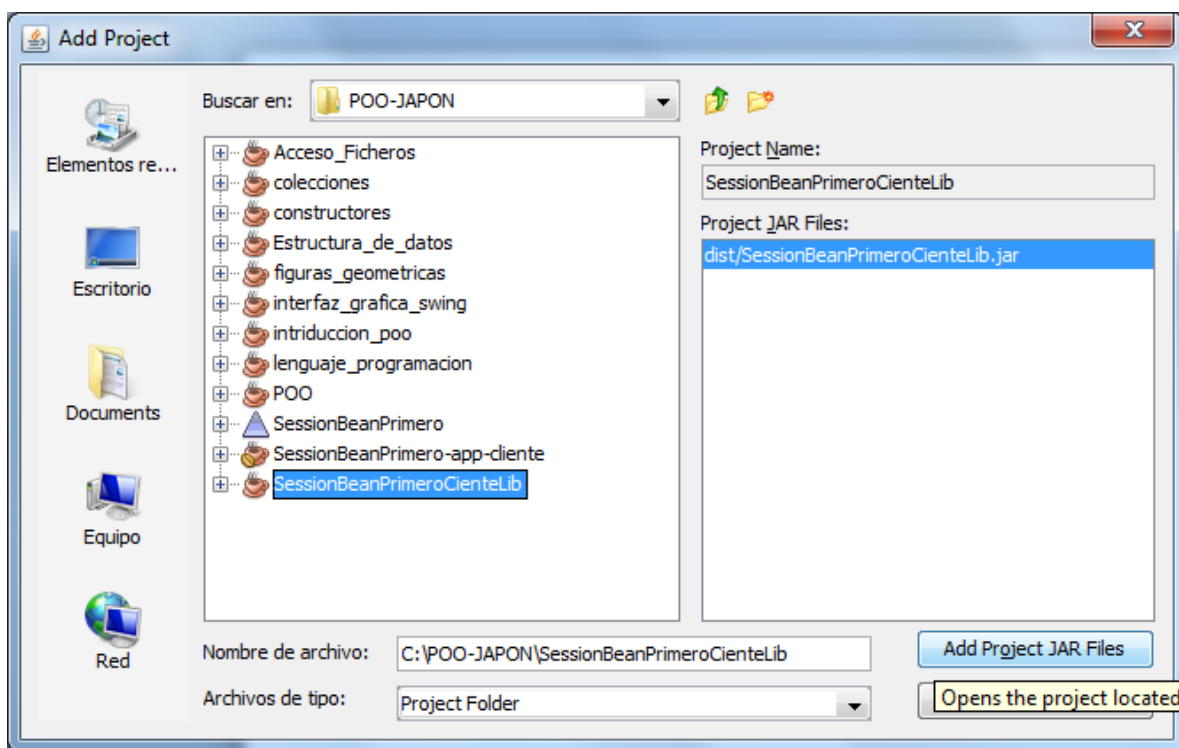 Add Project
Buscar en:
POO-JAPON
Elementos re...
Escritorio
Documents
Equipo
Red
Acceso_Ficheros
colecciones
constructores
Estructura_de_datos
figuras_geometricas
interfaz_grafica_swing
intriduccion_poo
lenguaje_programacion
POO
SessionBeanPrimero
SessionBeanPrimero-app-cliente
SessionBeanPrimeroCienteLib
Project Name:
SessionBeanPrimeroCienteLib
Project JAR Files:
dist/SessionBeanPrimeroCienteLib.jar
Nombre de archivo:
C:\POO-JAPON\SessionBeanPrimeroCienteLib
Add Project JAR Files
Archivos de tipo:
Project Folder
Opens the project located